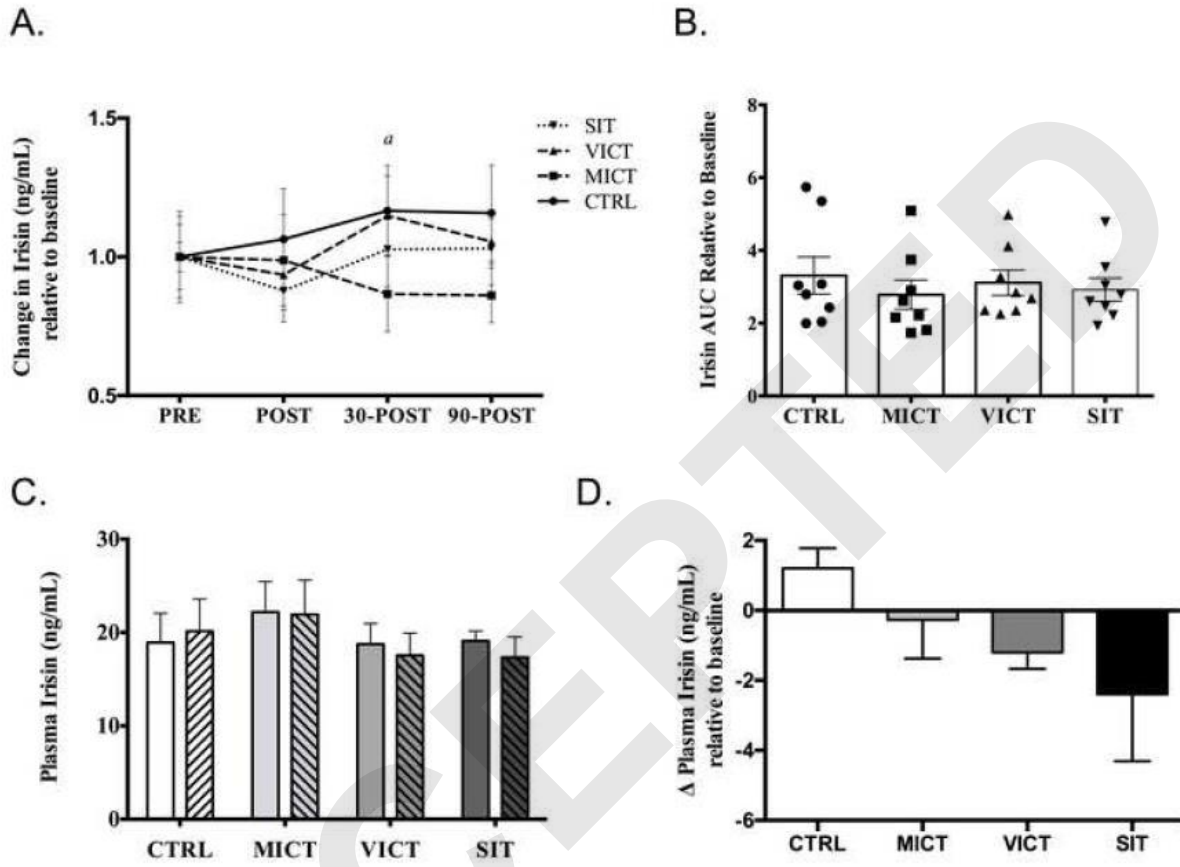 A.
Change in Irisin (ng/mL)
relative to baseline
1.5
1.0
0.5
a
SIT
VICT
MICT
CTRL
PRE POST 30-POST 90-POST
B.
Irisin AUC Relative to Baseline
8
6
4
2
0
CTRL MICT VICT SIT
C.
Plasma Irisin (ng/mL)
30
20
10
0
CTRL MICT VICT SIT
D.
Δ Plasma Irisin (ng/mL)
relative to baseline
2
0
-2
-4
-6
CTRL MICT VICT SIT
CEPTED